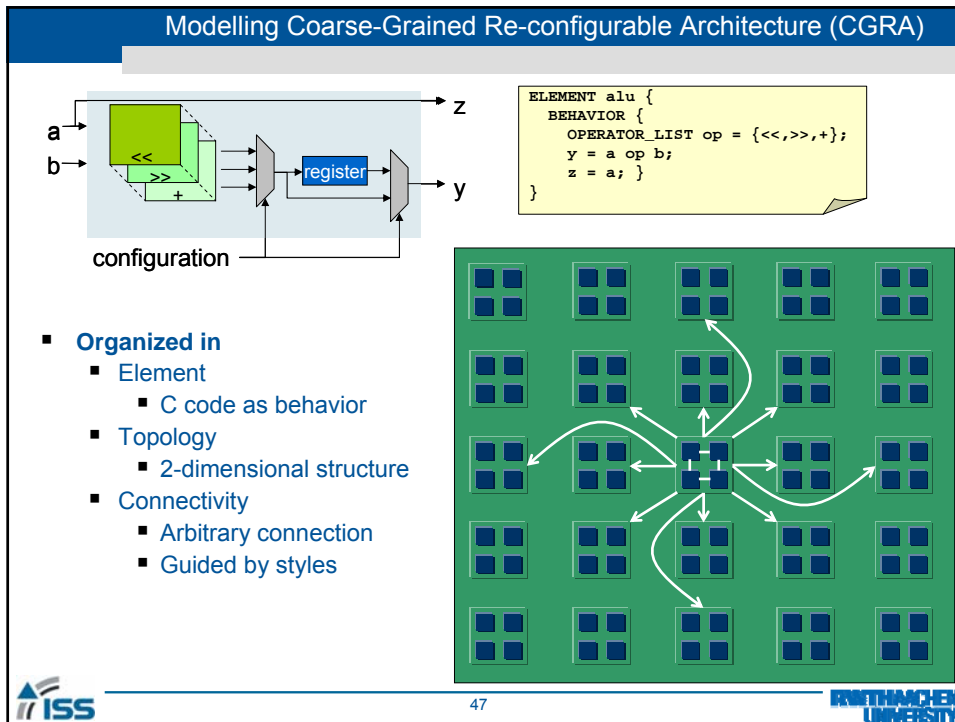 Modelling Coarse-Grained Re-configurable Architecture (CGRA)
a
b
<<
>>
+
register
z
y
configuration
ELEMENT alu {
BEHAVIOR {
OPERATOR_LIST op = {<<,>>,+};
y = a op b;
z = a; }
}
Organized in
Element
C code as behavior
Topology
2-dimensional structure
Connectivity
Arbitrary connection
Guided by styles
ISS
47
UNIVERSITY